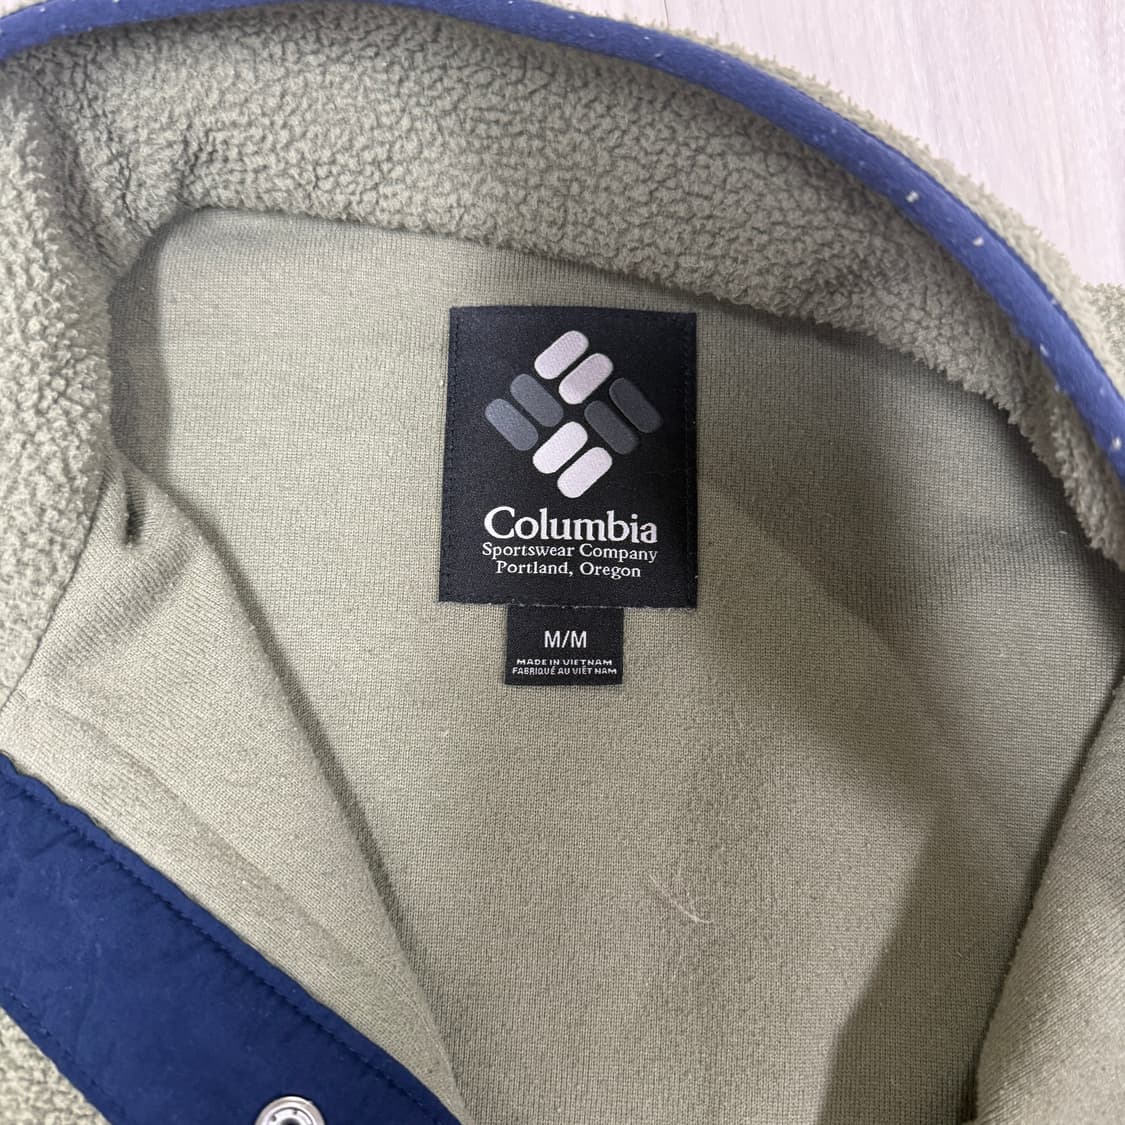 Columbia
Sportswear Company
Portland, Oregon
M/M
MADE IN VIETNAM
FABRIQUÉ AU VIÊT NAM